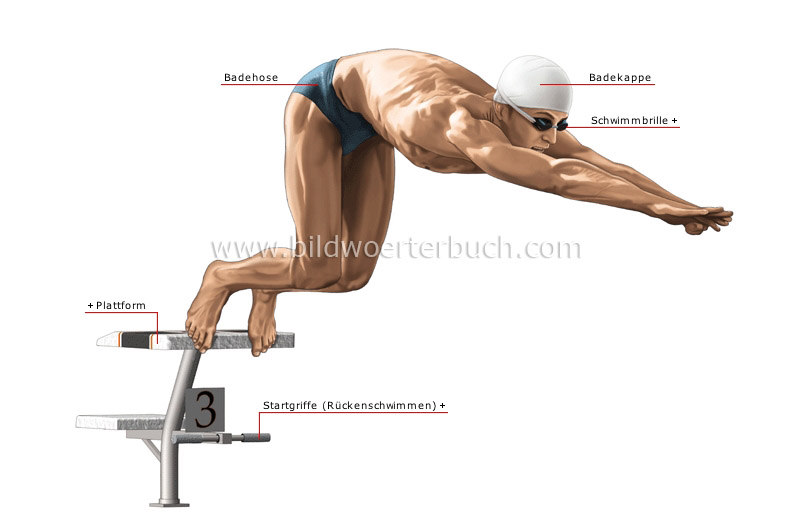 Badehose
Badekappe
Schwimmbrille +
www.bildwoerterbuch.com
+ Plattform
3
Startgriffe (Rückenschwimmen) +